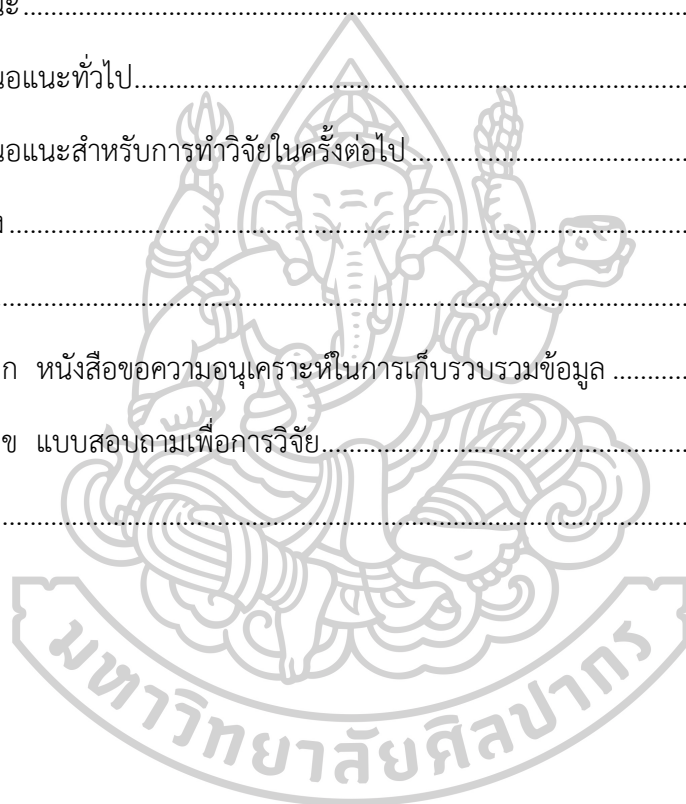 นะ........................................................................................
นอแนะทั่วไป........................................................................
นอแนะสำหรับการทำวิจัยในครั้งต่อไป ....................................
........................................................................................
........................................................................................
ก หนังสือขอความอนุเคราะห์ในการเก็บรวบรวมข้อมูล ..........
ข แบบสอบถามเพื่อการวิจัย................................................
........................................................................................
มหาวิทยาลัยศิลปากร